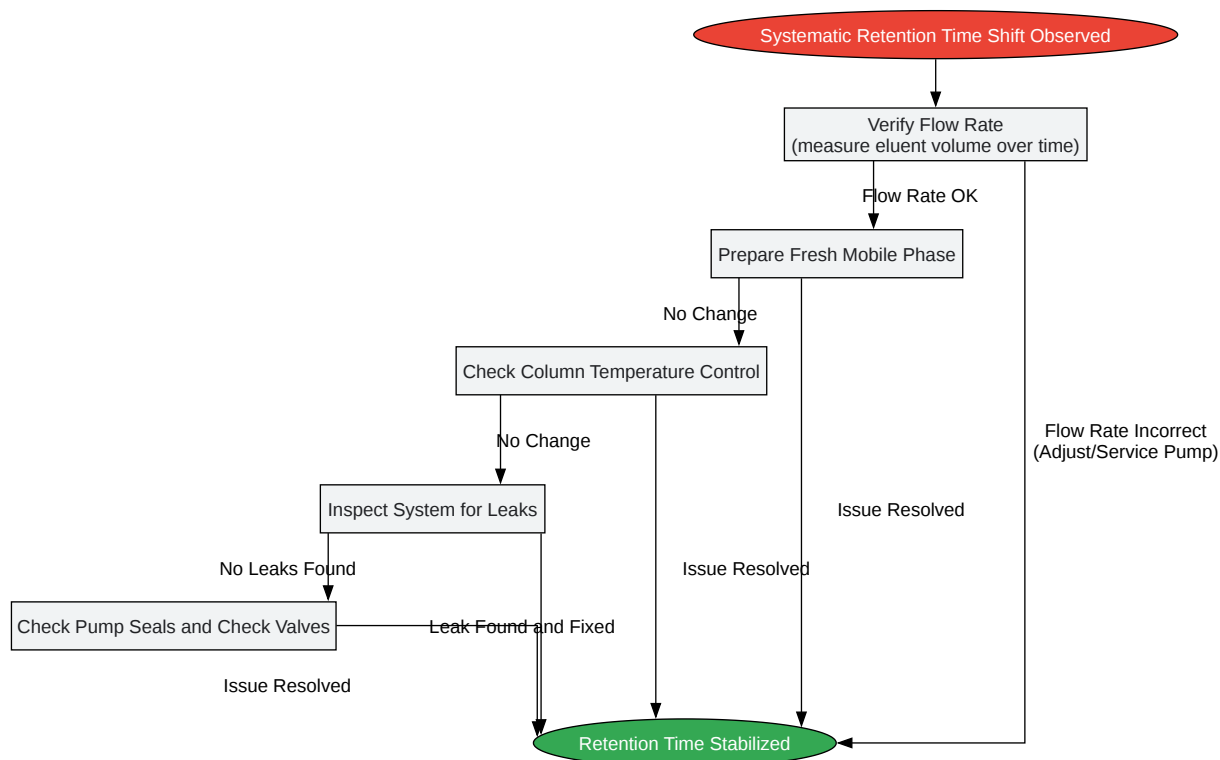 Systematic Retention Time Shift Observed
Verify Flow Rate
(measure eluent volume over time)
Flow Rate OK
Prepare Fresh Mobile Phase
No Change
Check Column Temperature Control
No Change
Flow Rate Incorrect
(Adjust/Service Pump)
Inspect System for Leaks
Issue Resolved
No Leaks Found
Issue Resolved
Check Pump Seals and Check Valves
Leak Found and Fixed
Issue Resolved
Retention Time Stabilized